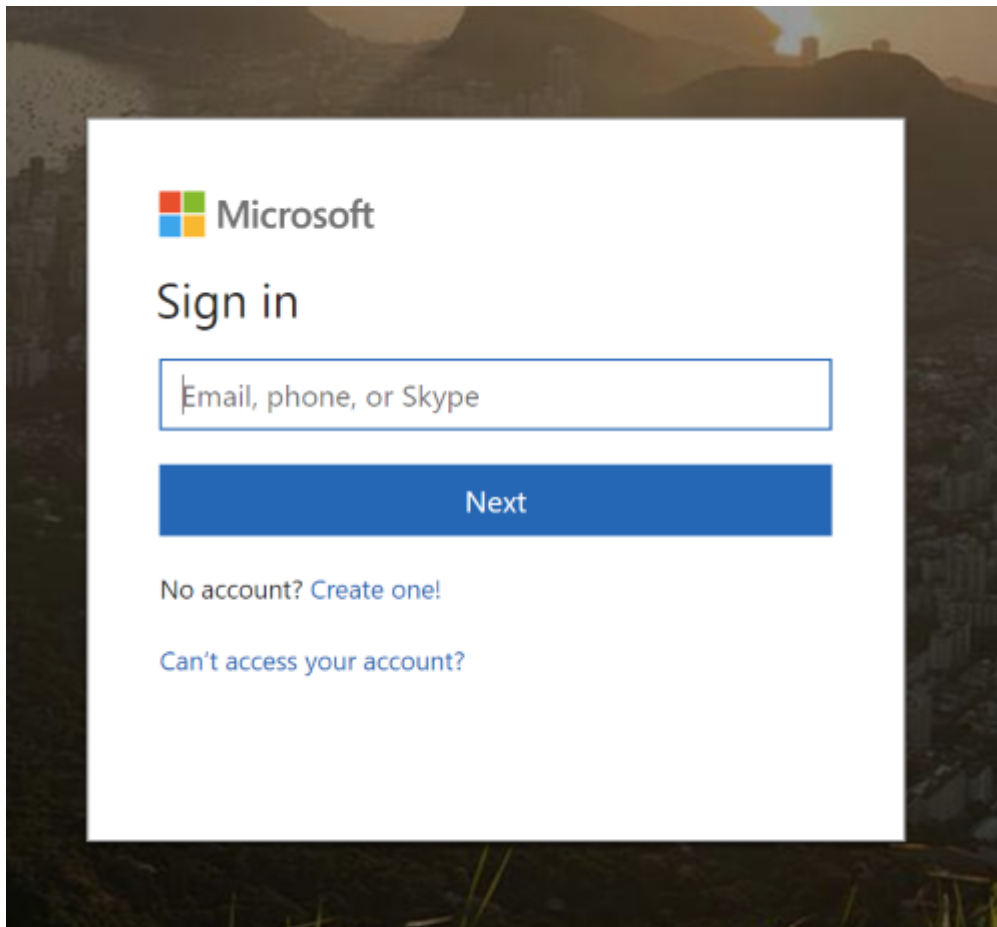 Microsoft
Sign in
Email, phone, or Skype
Next
No account? Create one!
Can't access your account?